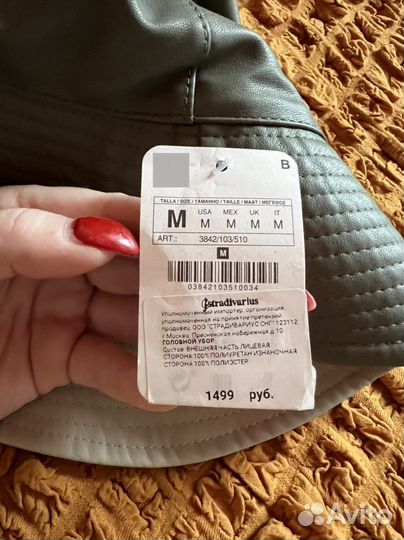 B
TALLA / SIZE / TAMANHO / TAILLE / MAAT / ΜΕΓΕΘΟΣ
M USA MEX UK IT
M M M M
ART.: 3842/103/510
M
03842103510034
stradivarius
уполномоченный импортер, организация,
уполномоченная на принятие претензий,
продавец ООО "СТРАДИВАРИУС СНГ" 123112,
г.Москва, Пресненская набережная д.10
ГОЛОВНОЙ УБОР
Состав ВНЕШНЯЯ ЧАСТЬ ЛИЦЕВАЯ
СТОРОНА 100% ПОЛИУРЕТАН ИЗНАНОЧНАЯ
СТОРОНА 100% ПОЛИЭСТЕР
1499 руб.
Avito